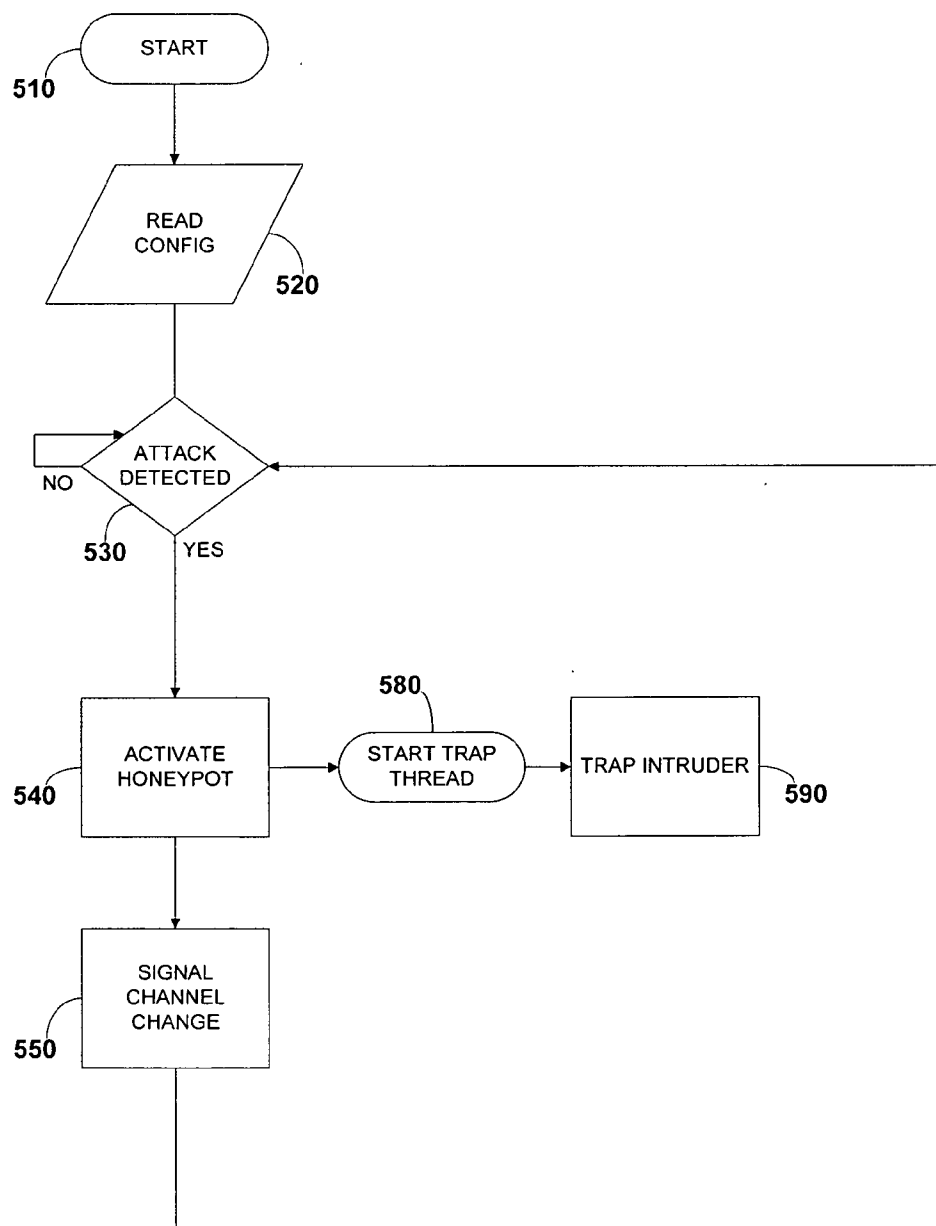 START
510
READ
CONFIG
520
ATTACK
DETECTED
NO
530
YES
580
ACTIVATE
HONEYPOT
540
START TRAP
THREAD
TRAP INTRUDER
590
SIGNAL
CHANNEL
CHANGE
550